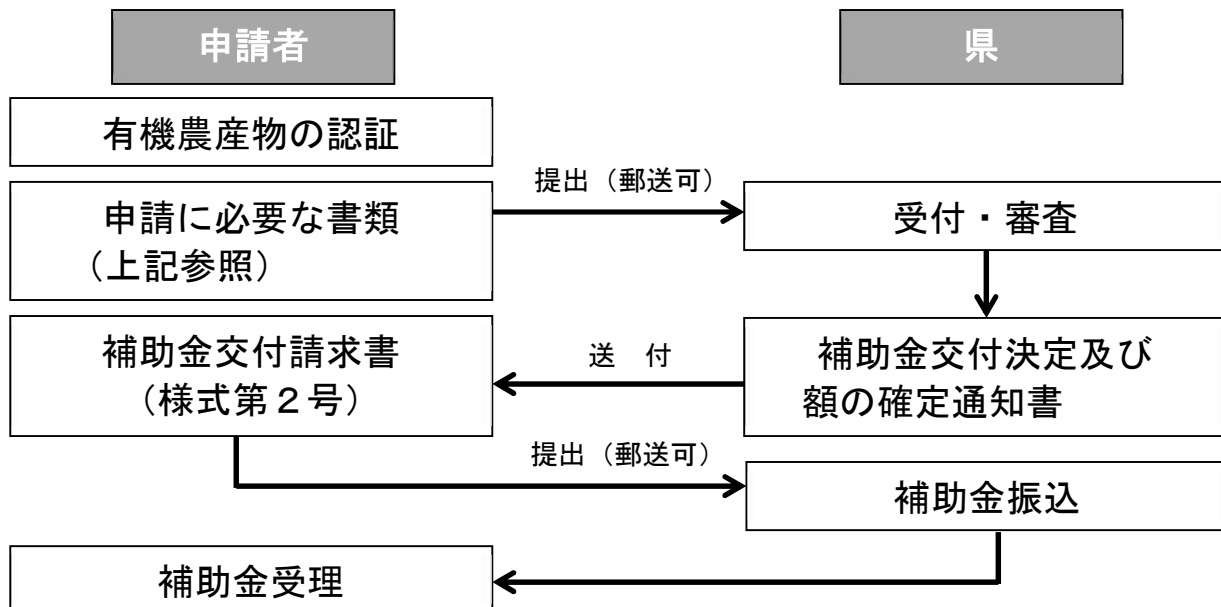 申請者
県
有機農産物の認証
申請に必要な書類
（上記参照）
提出（郵送可）
受付・審査
補助金交付決定及び
額の確定通知書
送　付
補助金交付請求書
（様式第２号）
提出（郵送可）
補助金振込
補助金受理